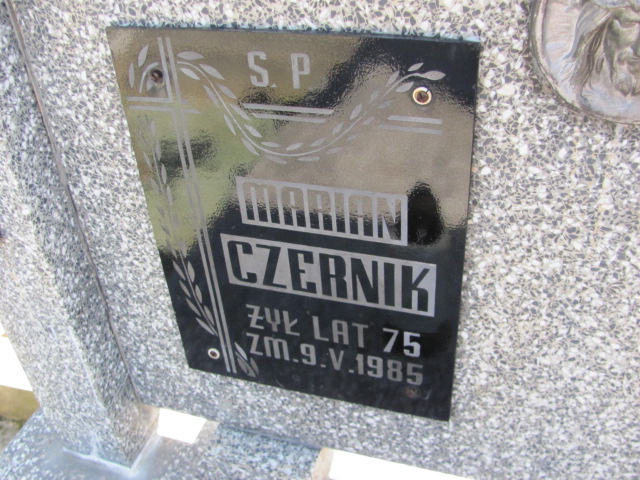 Ś.P
MARIAN
CZERNIK
ŻYŁ LAT 75
ZM.9.V.1985